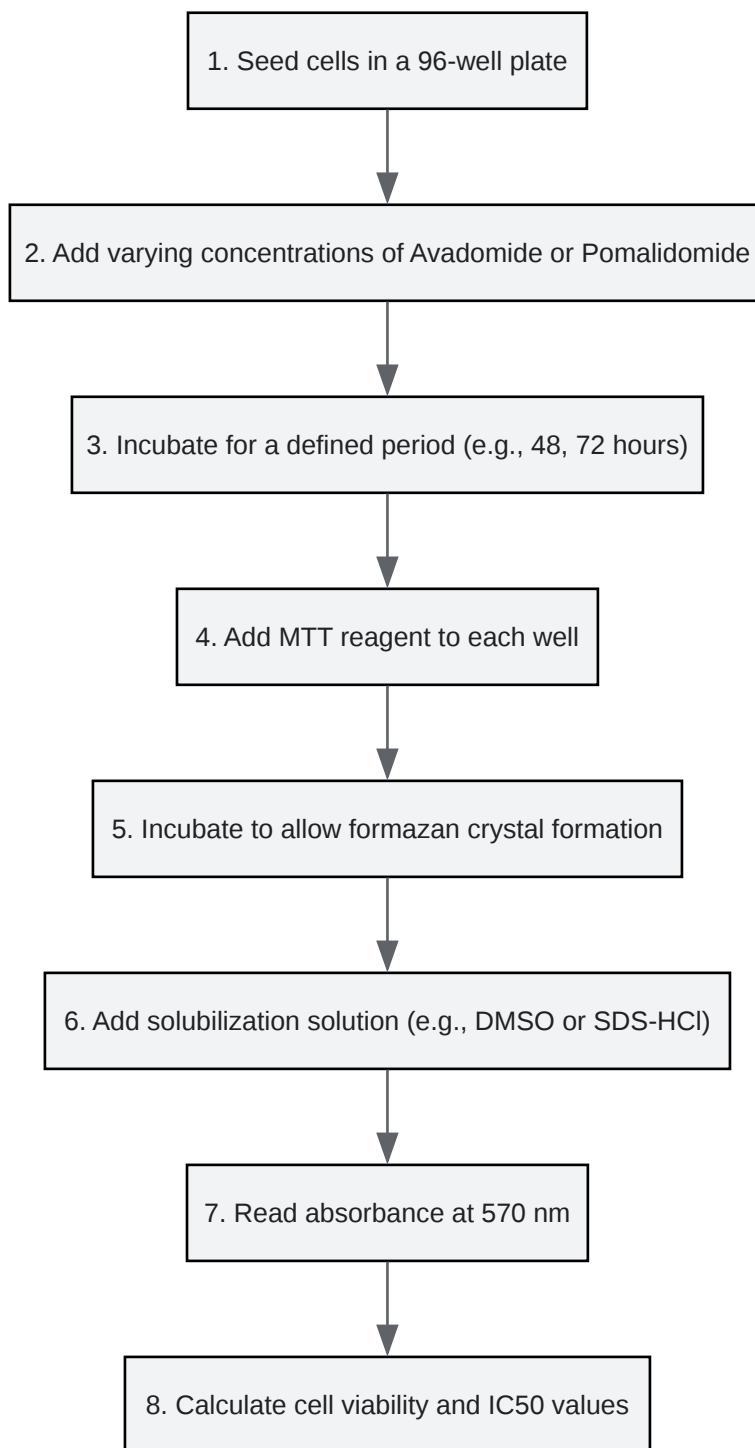 1. Seed cells in a 96-well plate
2. Add varying concentrations of Avadomide or Pomalidomide
3. Incubate for a defined period (e.g., 48, 72 hours)
4. Add MTT reagent to each well
5. Incubate to allow formazan crystal formation
6. Add solubilization solution (e.g., DMSO or SDS-HCl)
7. Read absorbance at 570 nm
8. Calculate cell viability and IC50 values